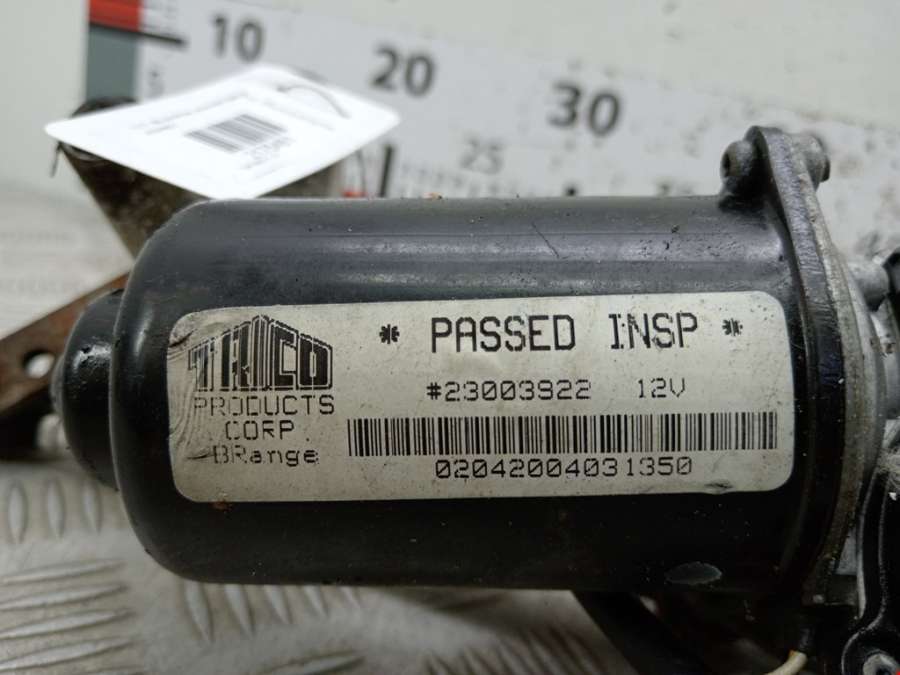 10
20
30
25
TRICO
PRODUCTS
CORP.
BRange
* PASSED INSP *
#23003922 12V
02042004031350